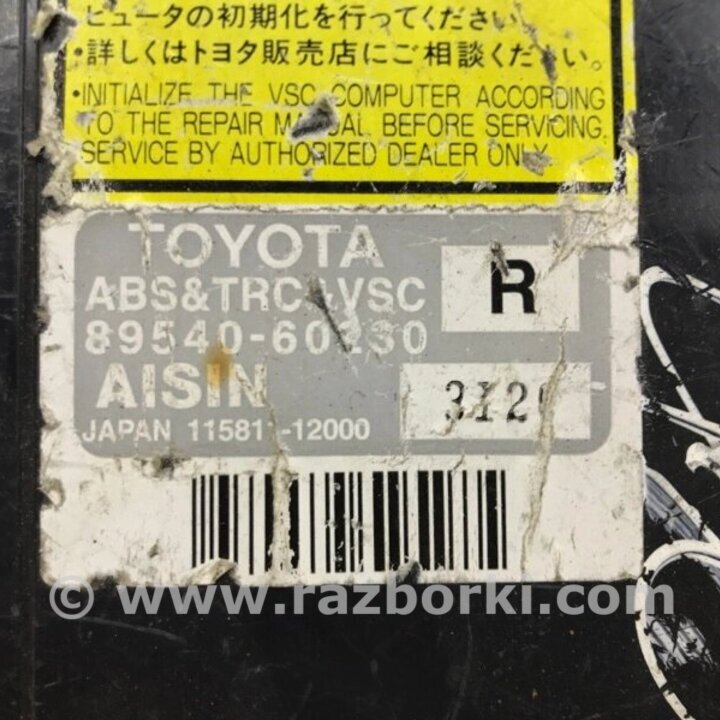 ピュータの初期化を行ってください
・詳しくはトヨタ販売店にご相談ください。
・INITIALIZE THE VSC COMPUTER ACCORDING
TO THE REPAIR MANUAL BEFORE SERVICING.
SERVICE BY AUTHORIZED DEALER ONLY
TOYOTA
ABS&TRC&VSC
R
89540-60230
AISIN
JAPAN 115811-12000
© www.razborki.com